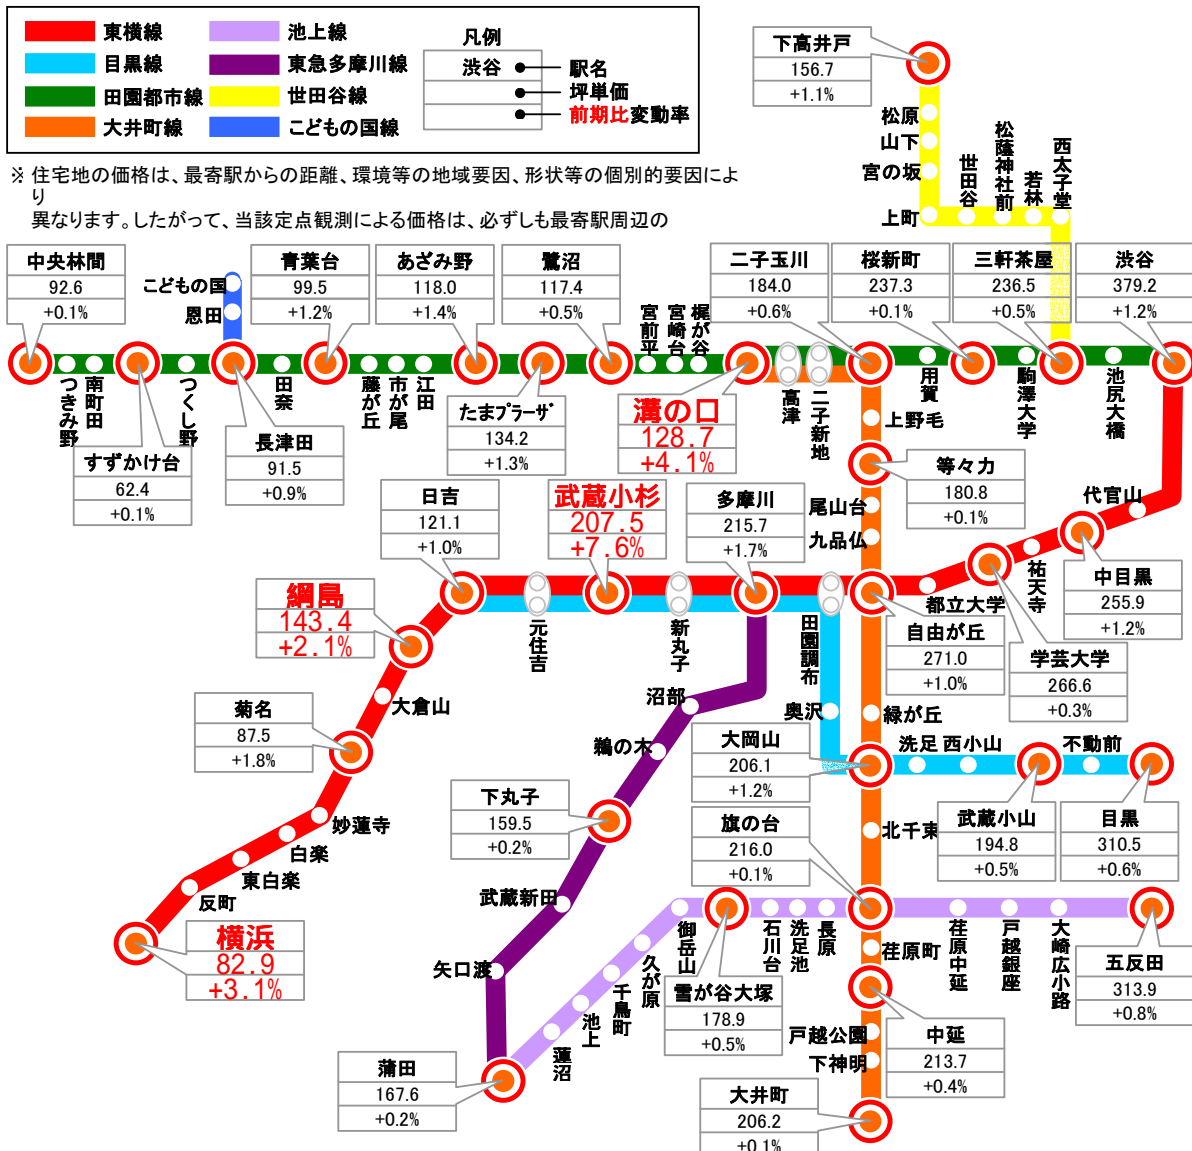 東横線
目黒線
田園都市線
大井町線
池上線
東急多摩川線
世田谷線
こどもの国線
凡例
渋谷
駅名
坪単価
前期比変動率
※ 住宅地の価格は、最寄駅からの距離、環境等の地域要因、形状等の個別的要因によ
り
異なります。したがって、当該定点観測による価格は、必ずしも最寄駅周辺の
下高井戸
156.7
+1.1%
松原
山下
宮の坂
上町
世田谷
松蔭神社前
若林
西太子堂
中央林間
92.6
+0.1%
こどもの国
恩田
青葉台
99.5
+1.2%
あざみ野
118.0
+1.4%
鷺沼
117.4
+0.5%
宮前平
宮崎台
梶が谷
二子玉川
184.0
+0.6%
桜新町
237.3
+0.1%
三軒茶屋
236.5
+0.5%
渋谷
379.2
+1.2%
つきみ野
南町田
すずかけ台
62.4
+0.1%
つくし野
長津田
91.5
+0.9%
田奈
藤が丘
市が尾
江田
たまプラーザ
134.2
+1.3%
溝の口
128.7
+4.1%
高津
二子新地
用賀
駒澤大学
池尻大橋
上野毛
等々力
180.8
+0.1%
尾山台
九品仏
代官山
日吉
121.1
+1.0%
武蔵小杉
207.5
+7.6%
多摩川
215.7
+1.7%
中目黒
255.9
+1.2%
祐天寺
学芸大学
266.6
+0.3%
都立大学
自由が丘
271.0
+1.0%
綱島
143.4
+2.1%
元住吉
新丸子
田園調布
大倉山
菊名
87.5
+1.8%
沼部
鵜の木
奥沢
緑が丘
大岡山
206.1
+1.2%
洗足
西小山
不動前
武蔵小山
194.8
+0.5%
目黒
310.5
+0.6%
下丸子
159.5
+0.2%
北千束
旗の台
216.0
+0.1%
妙蓮寺
白楽
東白楽
反町
横浜
82.9
+3.1%
武蔵新田
矢口渡
蒲田
167.6
+0.2%
蓮沼
池上
千鳥町
久が原
御岳山
雪が谷大塚
178.9
+0.5%
石川台
洗足池
長原
荏原町
荏原中延
戸越銀座
大崎広小路
五反田
313.9
+0.8%
中延
213.7
+0.4%
戸越公園
下神明
大井町
206.2
+0.1%